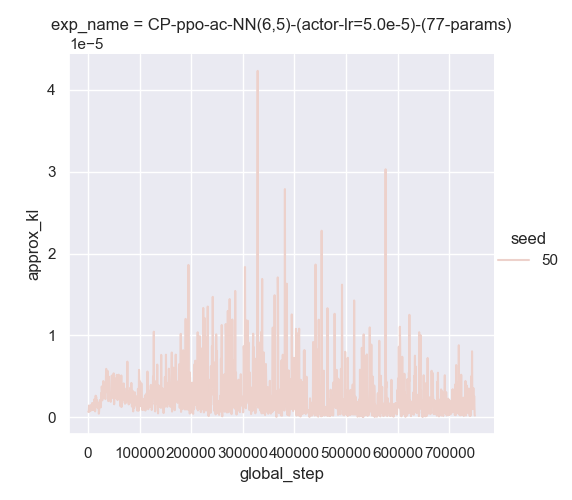 exp_name = CP-ppo-ac-NN(6,5)-(actor-lr=5.0e-5)-(77-params)
1e−5
4
3
2
1
0
approx_kl
0 100000 200000 300000 400000 500000 600000 700000
global_step
seed
50